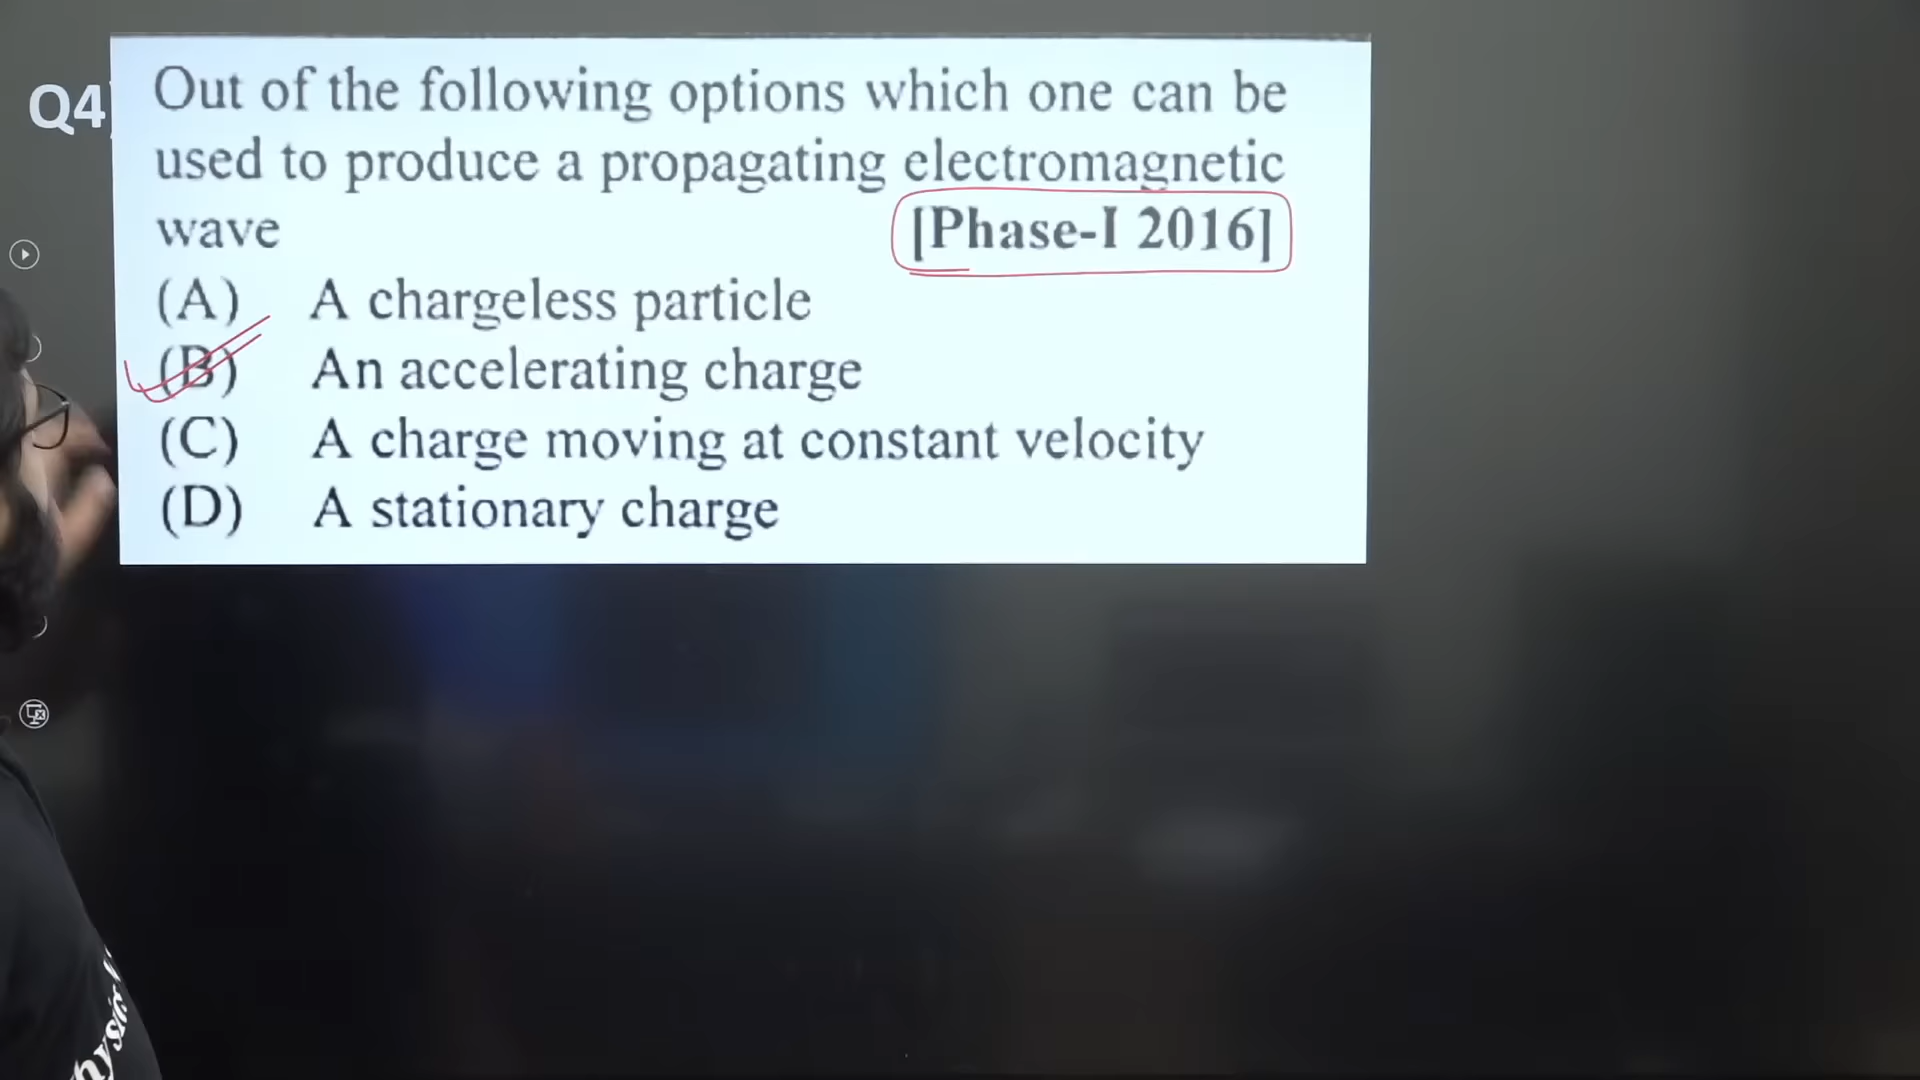 Q4
Out of the following options which one can be
used to produce a propagating electromagnetic
wave [Phase-I 2016]
(A) A chargeless particle
(B) An accelerating charge
(C) A charge moving at constant velocity
(D) A stationary charge